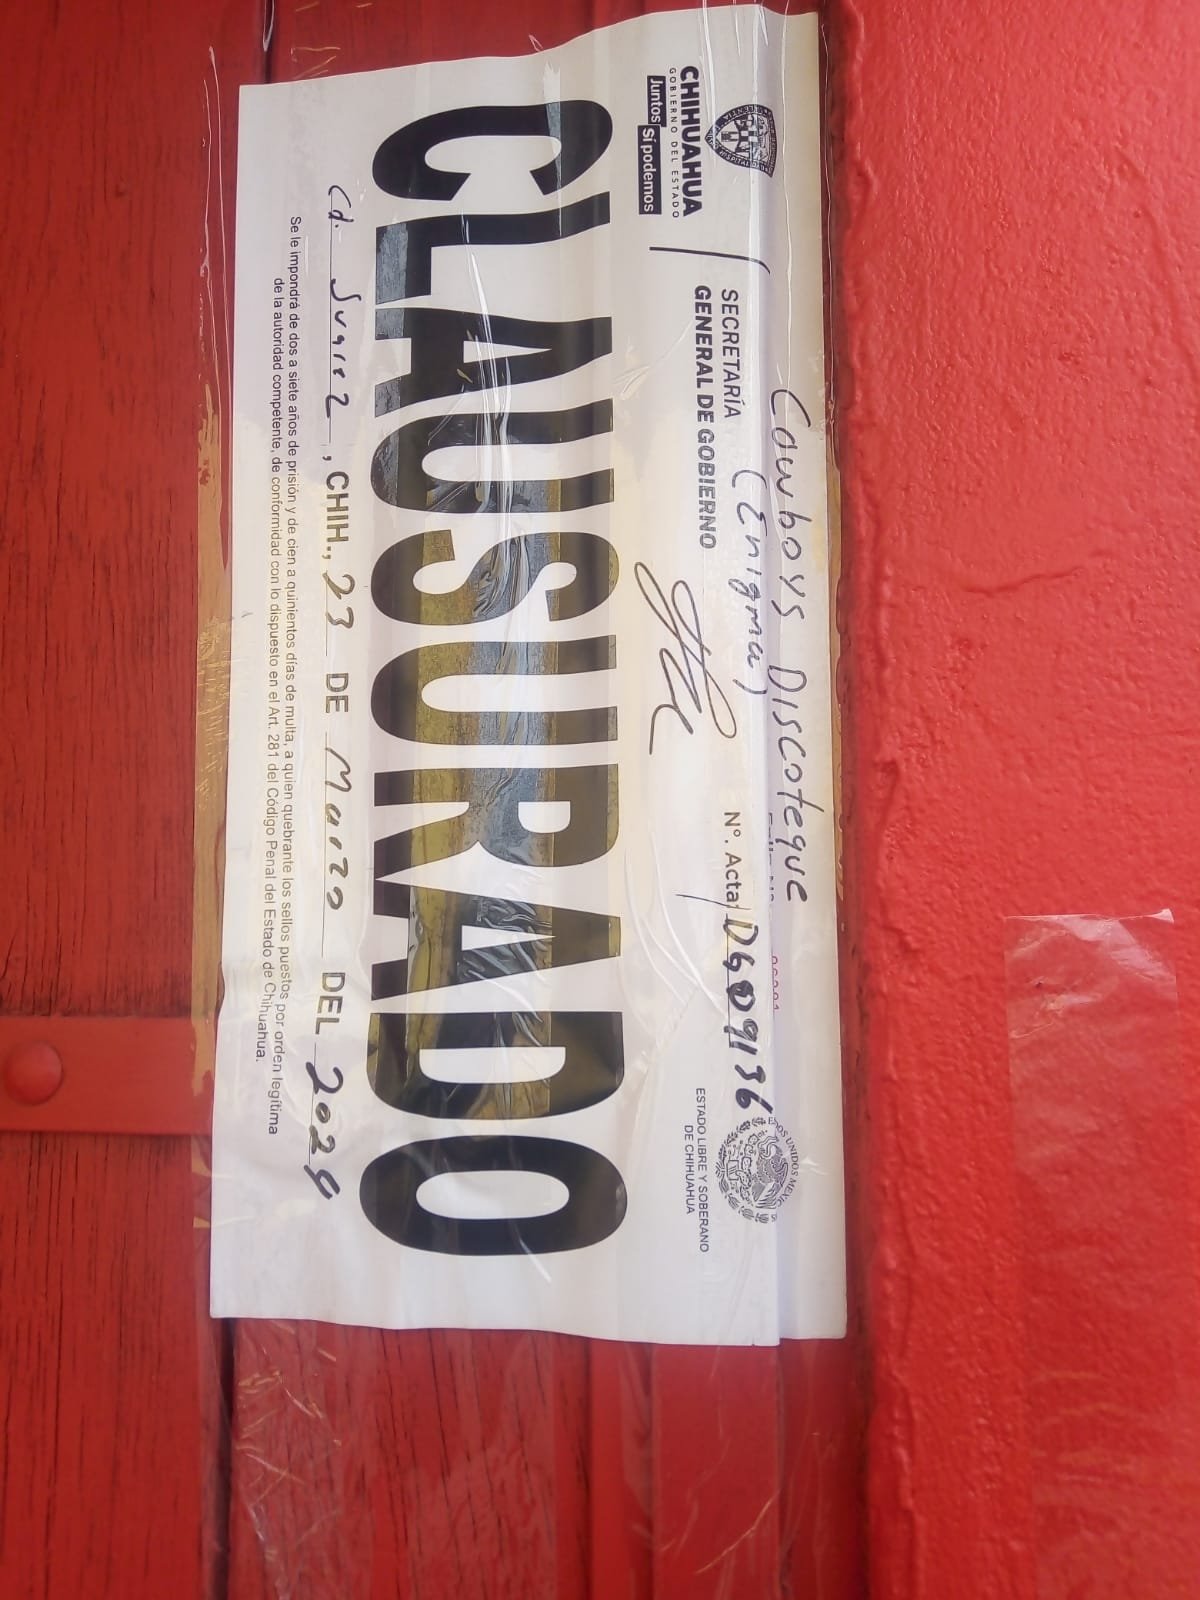 Cowboys Discoteque
(Enigma)
CHIHUAHUA
GOBIERNO DEL ESTADO
Juntos Sí podemos
SECRETARÍA
GENERAL DE GOBIERNO
N°. Acta
ESTADO LIBRE Y SOBERANO
DE CHIHUAHUA
CLAUSURADO
Cd. Juarez, CHIH., 23 DE Marzo DEL 2024
Se le impondrá de dos a siete años de prisión y de cien a quinientos días de multa, a quien quebrante los sellos puestos por orden legítima
de la autoridad competente, de conformidad con lo dispuesto en el Art. 281 del Código Penal del Estado de Chihuahua.